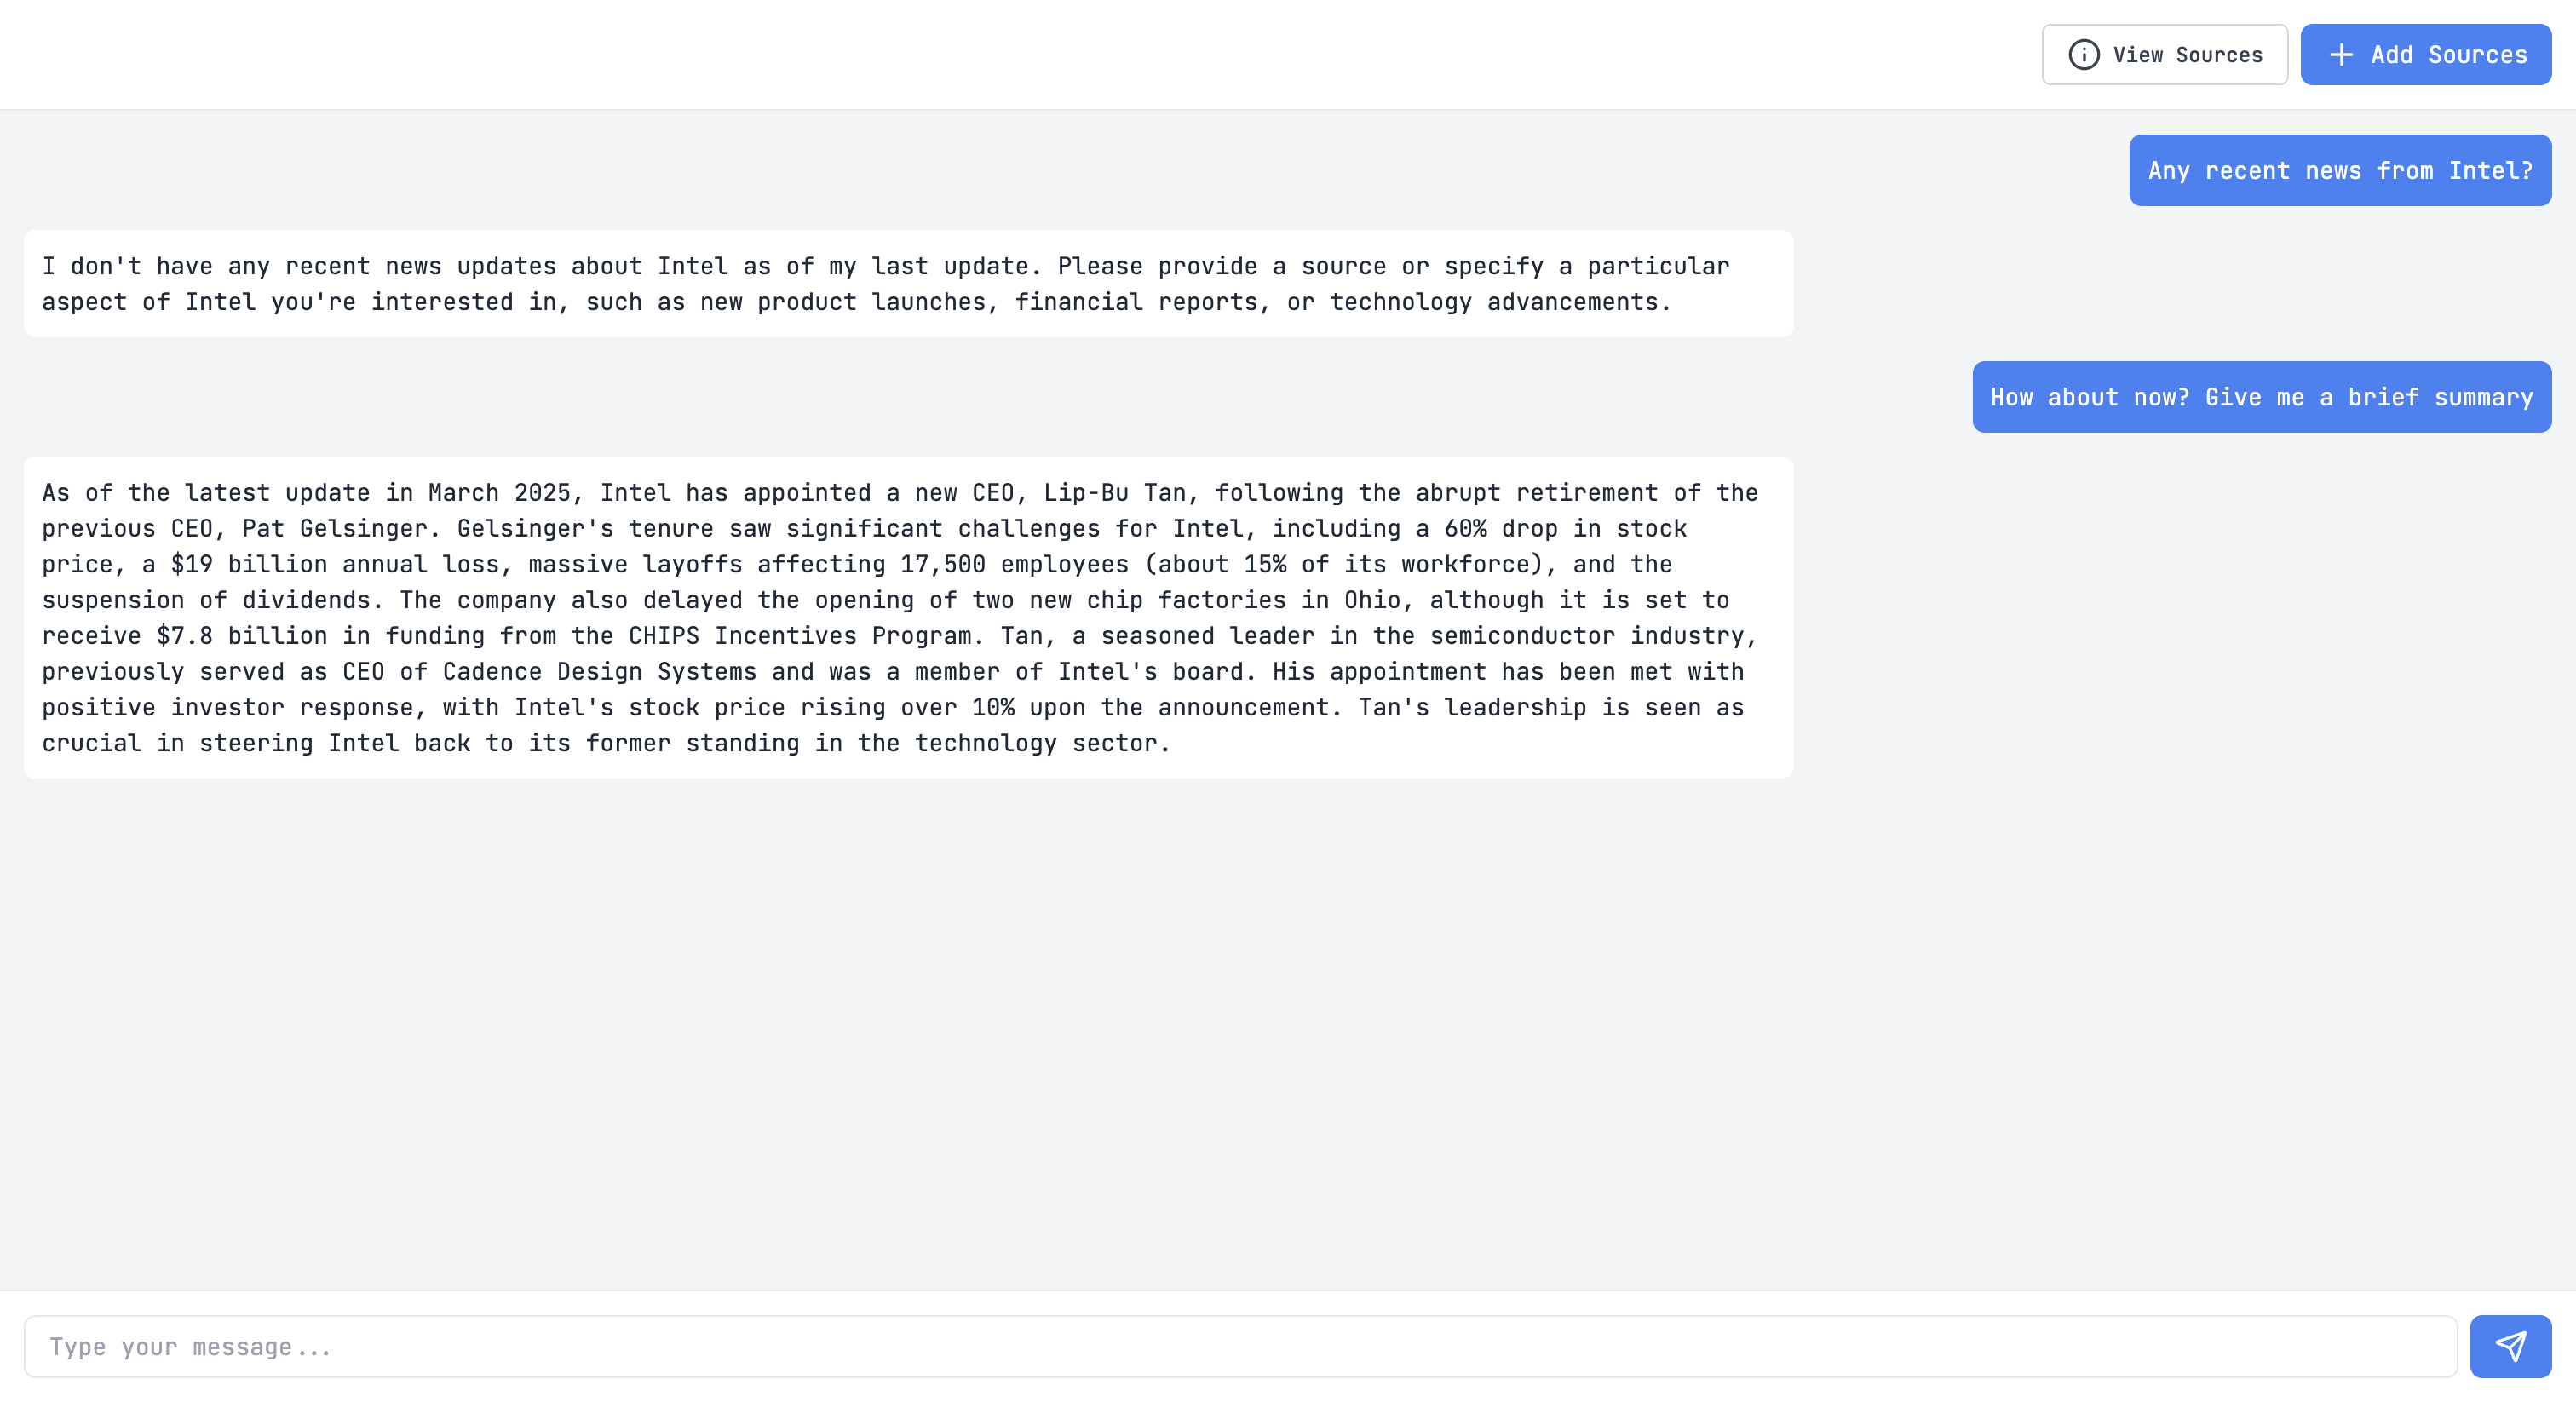 View Sources
Add Sources
Any recent news from Intel?
I don't have any recent news updates about Intel as of my last update. Please provide a source or specify a particular
aspect of Intel you're interested in, such as new product launches, financial reports, or technology advancements.
How about now? Give me a brief summary
As of the latest update in March 2025, Intel has appointed a new CEO, Lip-Bu Tan, following the abrupt retirement of the
previous CEO, Pat Gelsinger. Gelsinger's tenure saw significant challenges for Intel, including a 60% drop in stock
price, a $19 billion annual loss, massive layoffs affecting 17,500 employees (about 15% of its workforce), and the
suspension of dividends. The company also delayed the opening of two new chip factories in Ohio, although it is set to
receive $7.8 billion in funding from the CHIPS Incentives Program. Tan, a seasoned leader in the semiconductor industry,
previously served as CEO of Cadence Design Systems and was a member of Intel's board. His appointment has been met with
positive investor response, with Intel's stock price rising over 10% upon the announcement. Tan's leadership is seen as
crucial in steering Intel back to its former standing in the technology sector.
Type your message...